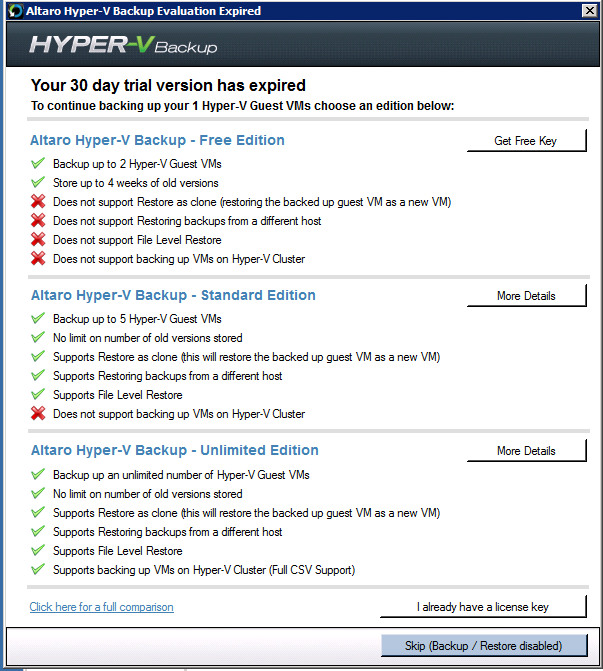 Altaro Hyper-V Backup Evaluation Expired
HYPER-V Backup
Your 30 day trial version has expired
To continue backing up your 1 Hyper-V Guest VMs choose an edition below:
Altaro Hyper-V Backup - Free Edition
Get Free Key
Backup up to 2 Hyper-V Guest VMs
Store up to 4 weeks of old versions
Does not support Restore as clone (restoring the backed up guest VM as a new VM)
Does not support Restoring backups from a different host
Does not support File Level Restore
Does not support backing up VMs on Hyper-V Cluster
Altaro Hyper-V Backup - Standard Edition
More Details
Backup up to 5 Hyper-V Guest VMs
No limit on number of old versions stored
Supports Restore as clone (this will restore the backed up guest VM as a new VM)
Supports Restoring backups from a different host
Supports File Level Restore
Does not support backing up VMs on Hyper-V Cluster
Altaro Hyper-V Backup - Unlimited Edition
More Details
Backup up an unlimited number of Hyper-V Guest VMs
No limit on number of old versions stored
Supports Restore as clone (this will restore the backed up guest VM as a new VM)
Supports Restoring backups from a different host
Supports File Level Restore
Supports backing up VMs on Hyper-V Cluster (Full CSV Support)
Click here for a full comparison
I already have a license key
Skip (Backup / Restore disabled)